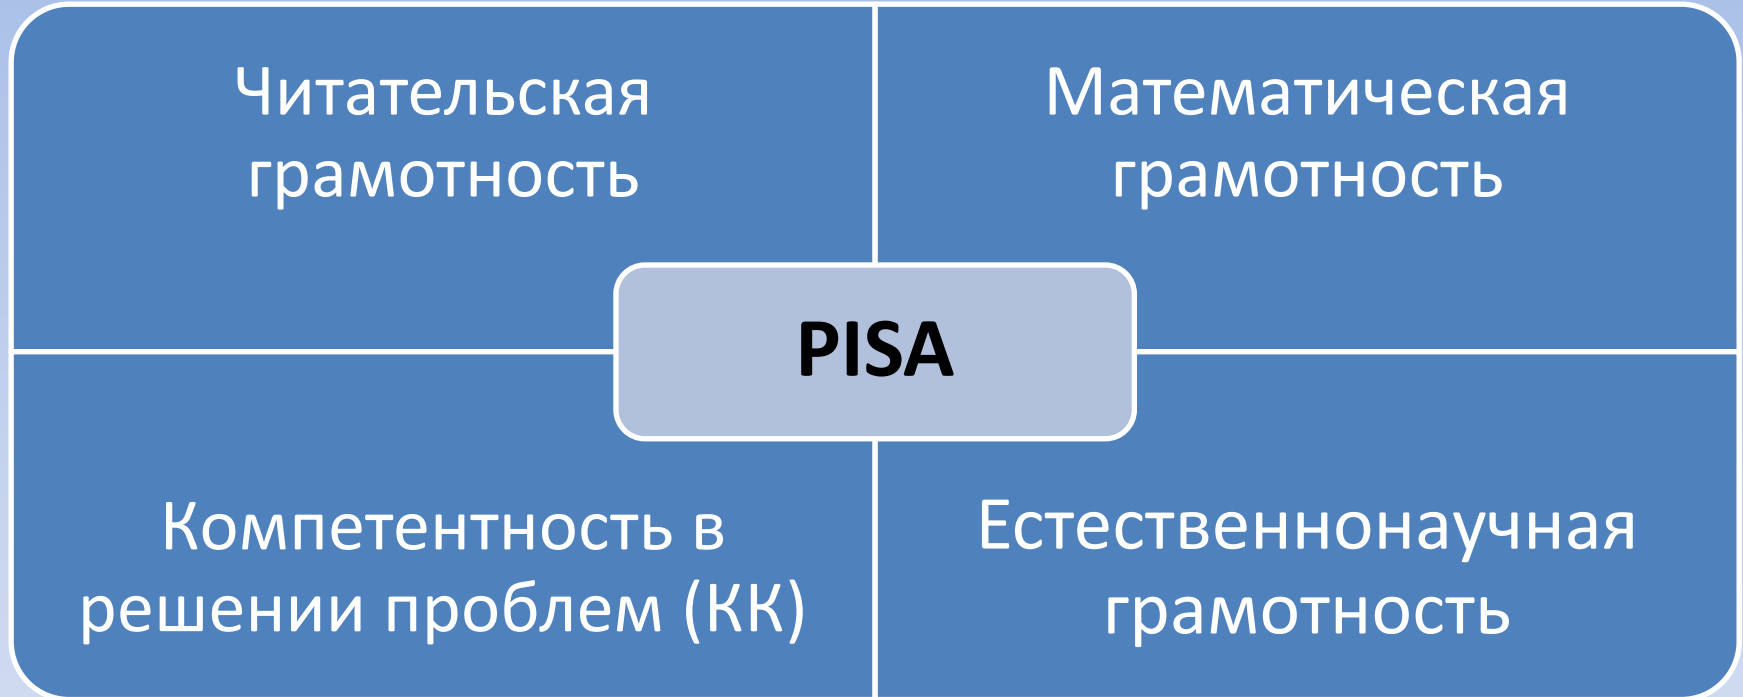 Читательская
грамотность
Математическая
грамотность
PISA
Компетентность в
решении проблем (КК)
Естественнонаучная
грамотность